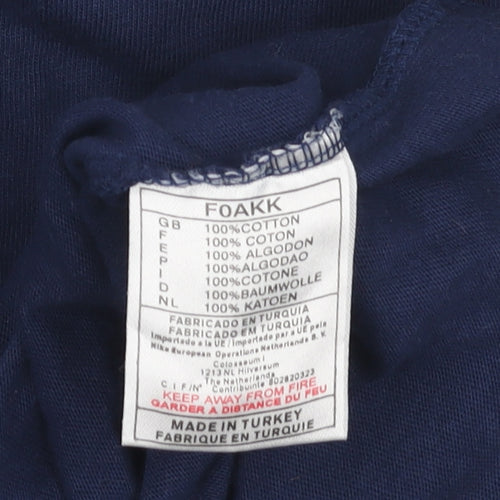 F0AKK
GB 100%COTTON
F 100% COTON
E 100% ALGODON
P 100%ALGODAO
I 100%COTONE
D 100%BAUMWOLLE
NL 100% KATOEN
FABRICADO EN TURQUIA
FABRICADO EM TURQUIA
Importado a la UE / Importado par a UE pela
Nike European Operations Netherlands B. V.
Colosseum 1
1213 NL Hilversum
The Netherlands
C I F/N° Contribuinte 802620323
KEEP AWAY FROM FIRE
GARDER A DISTANCE DU FEU
MADE IN TURKEY
FABRIQUE EN TURQUIE